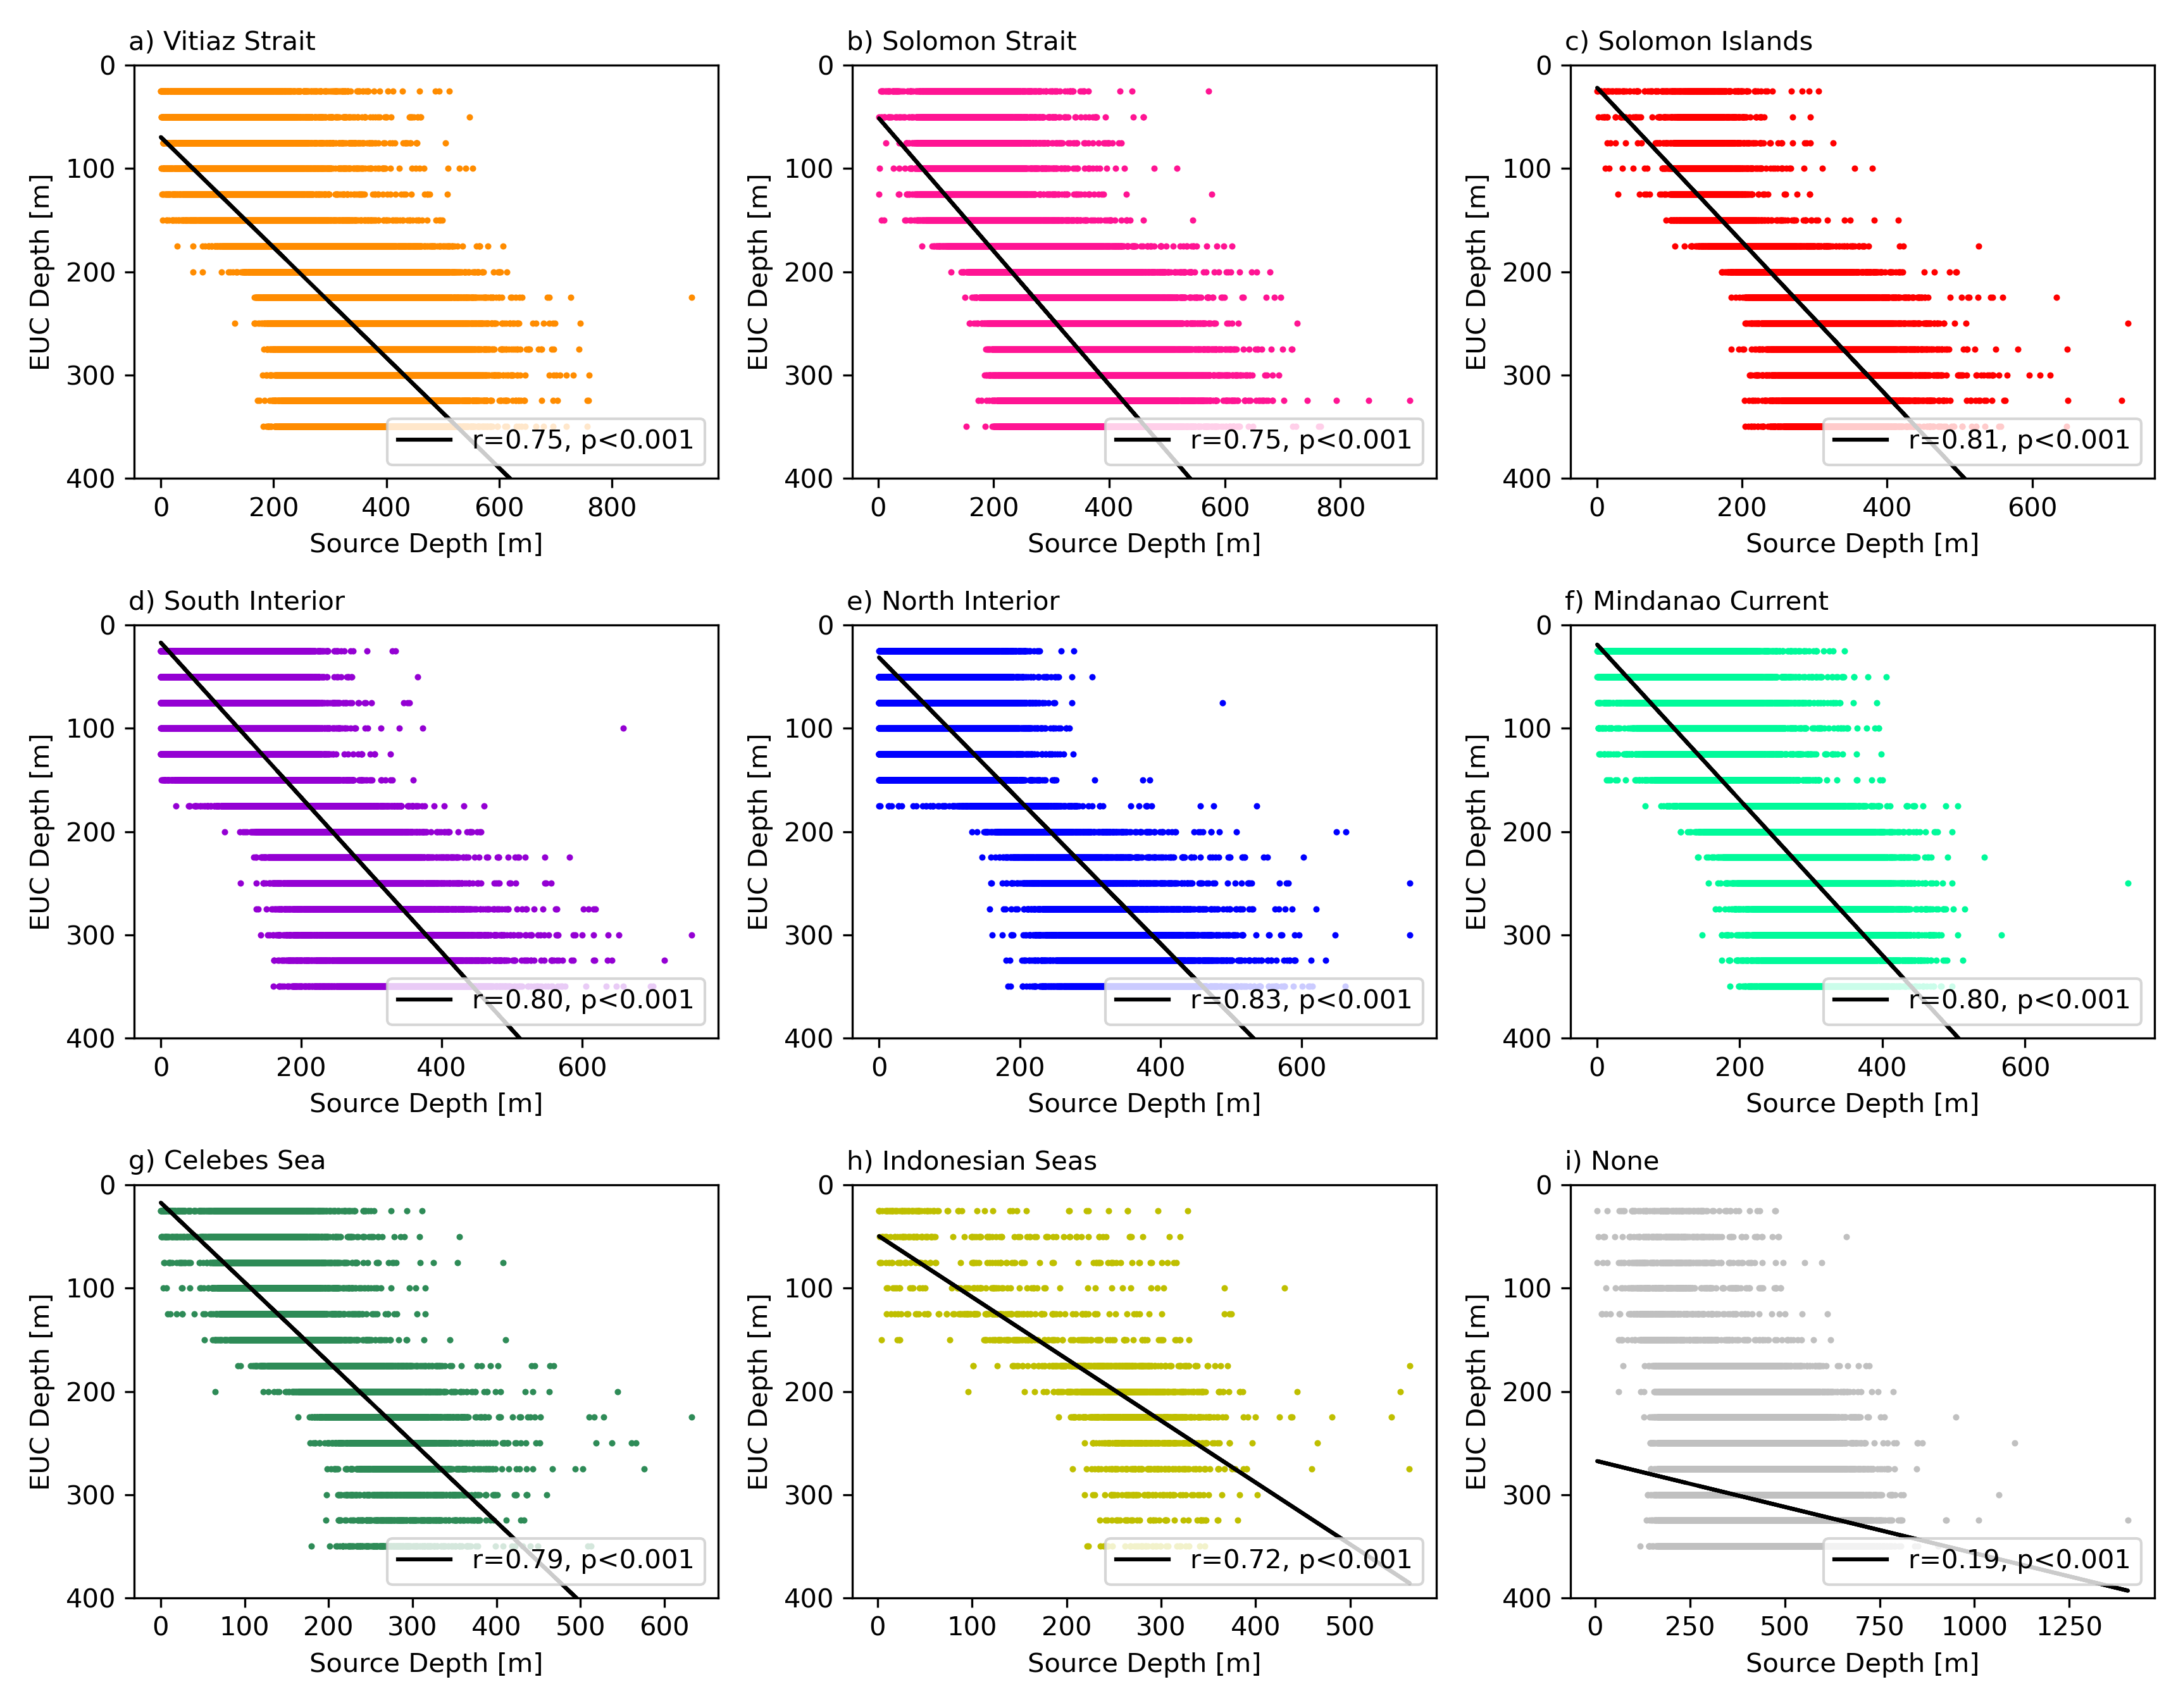 a) Vitiaz Strait
0
100
200
300
400
EUC Depth [m]
r=0.75, p<0.001
0 200 400 600 800
Source Depth [m]
b) Solomon Strait
0
100
200
300
400
EUC Depth [m]
r=0.75, p<0.001
0 200 400 600 800
Source Depth [m]
c) Solomon Islands
0
100
200
300
400
EUC Depth [m]
r=0.81, p<0.001
0 200 400 600
Source Depth [m]
d) South Interior
0
100
200
300
400
EUC Depth [m]
r=0.80, p<0.001
0 200 400 600
Source Depth [m]
e) North Interior
0
100
200
300
400
EUC Depth [m]
r=0.83, p<0.001
0 200 400 600
Source Depth [m]
f) Mindanao Current
0
100
200
300
400
EUC Depth [m]
r=0.80, p<0.001
0 200 400 600
Source Depth [m]
g) Celebes Sea
0
100
200
300
400
EUC Depth [m]
r=0.79, p<0.001
0 100 200 300 400 500 600
Source Depth [m]
h) Indonesian Seas
0
100
200
300
400
EUC Depth [m]
r=0.72, p<0.001
0 100 200 300 400 500
Source Depth [m]
i) None
0
100
200
300
400
EUC Depth [m]
r=0.19, p<0.001
0 250 500 750 1000 1250
Source Depth [m]